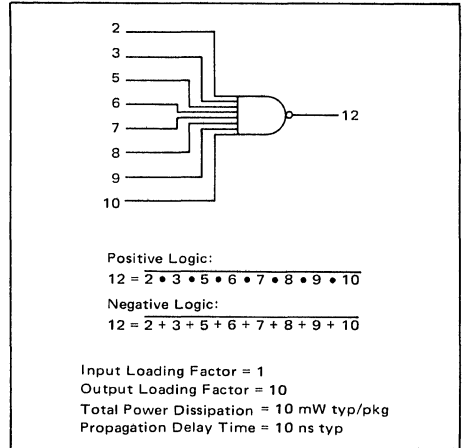 2
3
5
6
12
7
8
9
10
Positive Logic:
12 = 2 • 3 • 5 • 6 • 7 • 8 • 9 • 10
Negative Logic:
12 = 2 + 3 + 5 + 6 + 7 + 8 + 9 + 10
Input Loading Factor = 1
Output Loading Factor = 10
Total Power Dissipation = 10 mW typ/pkg
Propagation Delay Time = 10 ns typ